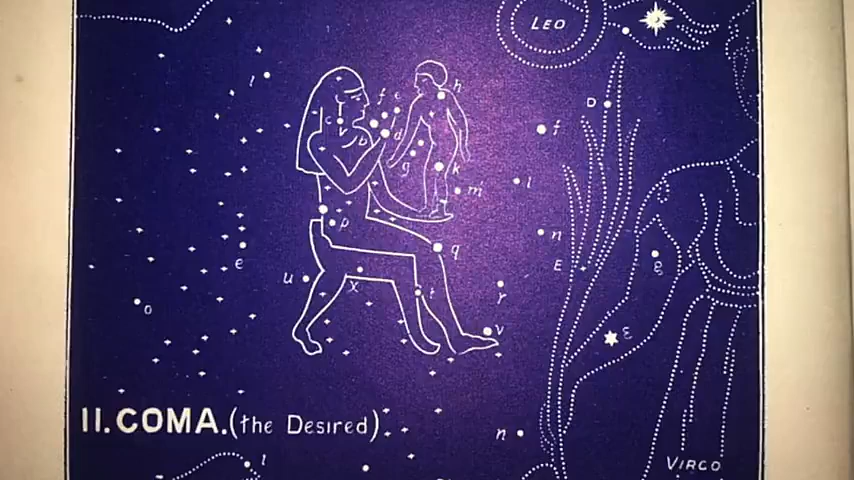 LEO
l
h
f
e
D
c
f
b
d
g
k
l
m
p
n
q
e
E
g
u
x
t
r
o
v
ε
II. COMA. (the Desired)
n
l
VIRGO